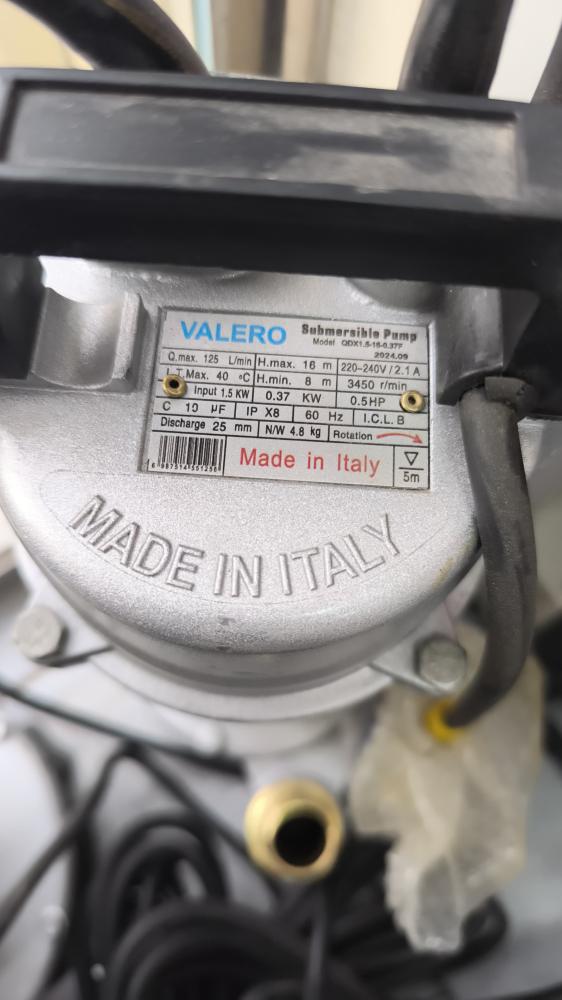 VALERO Submersible Pump
Model QDX1.5-16-0.37F
2024.09
Q.max. 125 L/min H.max. 16 m 220-240V / 2.1 A
L.T.Max. 40 °C H.min. 8 m 3450 r/min
Input 1.5 KW 0.37 KW 0.5HP
C 10 μF IP X8 60 Hz I.C.L. B
Discharge 25 mm N/W 4.8 kg Rotation
Made in Italy
5m
MADE IN ITALY